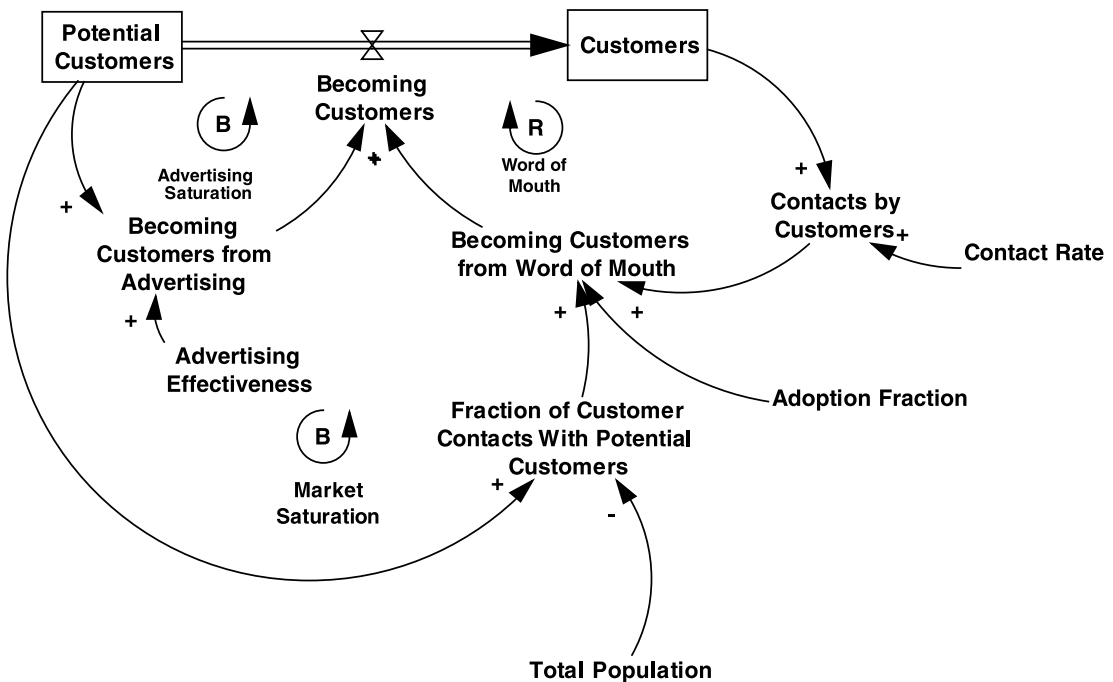 Potential
Customers
Customers
Becoming
Customers
B
R
Advertising
Saturation
Word of
Mouth
+
+
+
Becoming
Customers from
Advertising
Becoming Customers
from Word of Mouth
Contacts by
Customers
+
Contact Rate
+
+
+
Advertising
Effectiveness
Adoption Fraction
Fraction of Customer
Contacts With Potential
Customers
B
+
-
Market
Saturation
Total Population